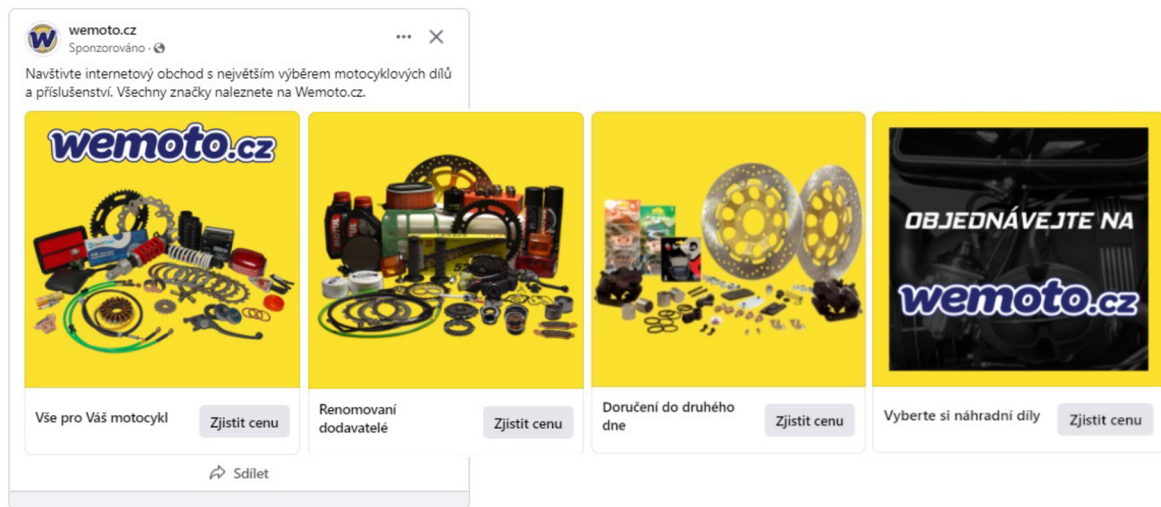 wemoto.cz
Sponzorováno
Navštivte internetový obchod s největším výběrem motocyklových dílů
a příslušenství. Všechny značky naleznete na Wemoto.cz.
wemoto.cz
MOTUL
OBJEDNÁVEJTE NA
wemoto.cz
Vše pro Váš motocykl
Zjistit cenu
Renomovaní
dodavatelé
Zjistit cenu
Doručení do druhého
dne
Zjistit cenu
Vyberte si náhradní díly
Zjistit cenu
Sdílet